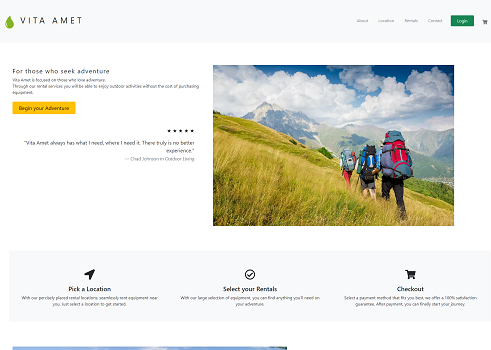 VITA AMET
About
Location
Rentals
Contact
Login
For those who seek adventure
Vita Amet is focused on those who love adventure.
Through our rental services you will be able to enjoy outdoor activities without the cost of purchasing
equipment.
Begin your Adventure
★ ★ ★ ★ ★
"Vita Amet always has what I need, where I need it. There truly is no better
experience."
— Chad Johnson in Outdoor Living
Pick a Location
With our percisely placed rental locations, seamlessly rent equipment near
you. Just select a location to get started.
Select your Rentals
With our large selection of equipment, you can find anything you'll need on
your adventure.
Checkout
Select a payment method that fits you best, we offer a 100% satisfaction
guarantee. After payment, you can finally start your journey.